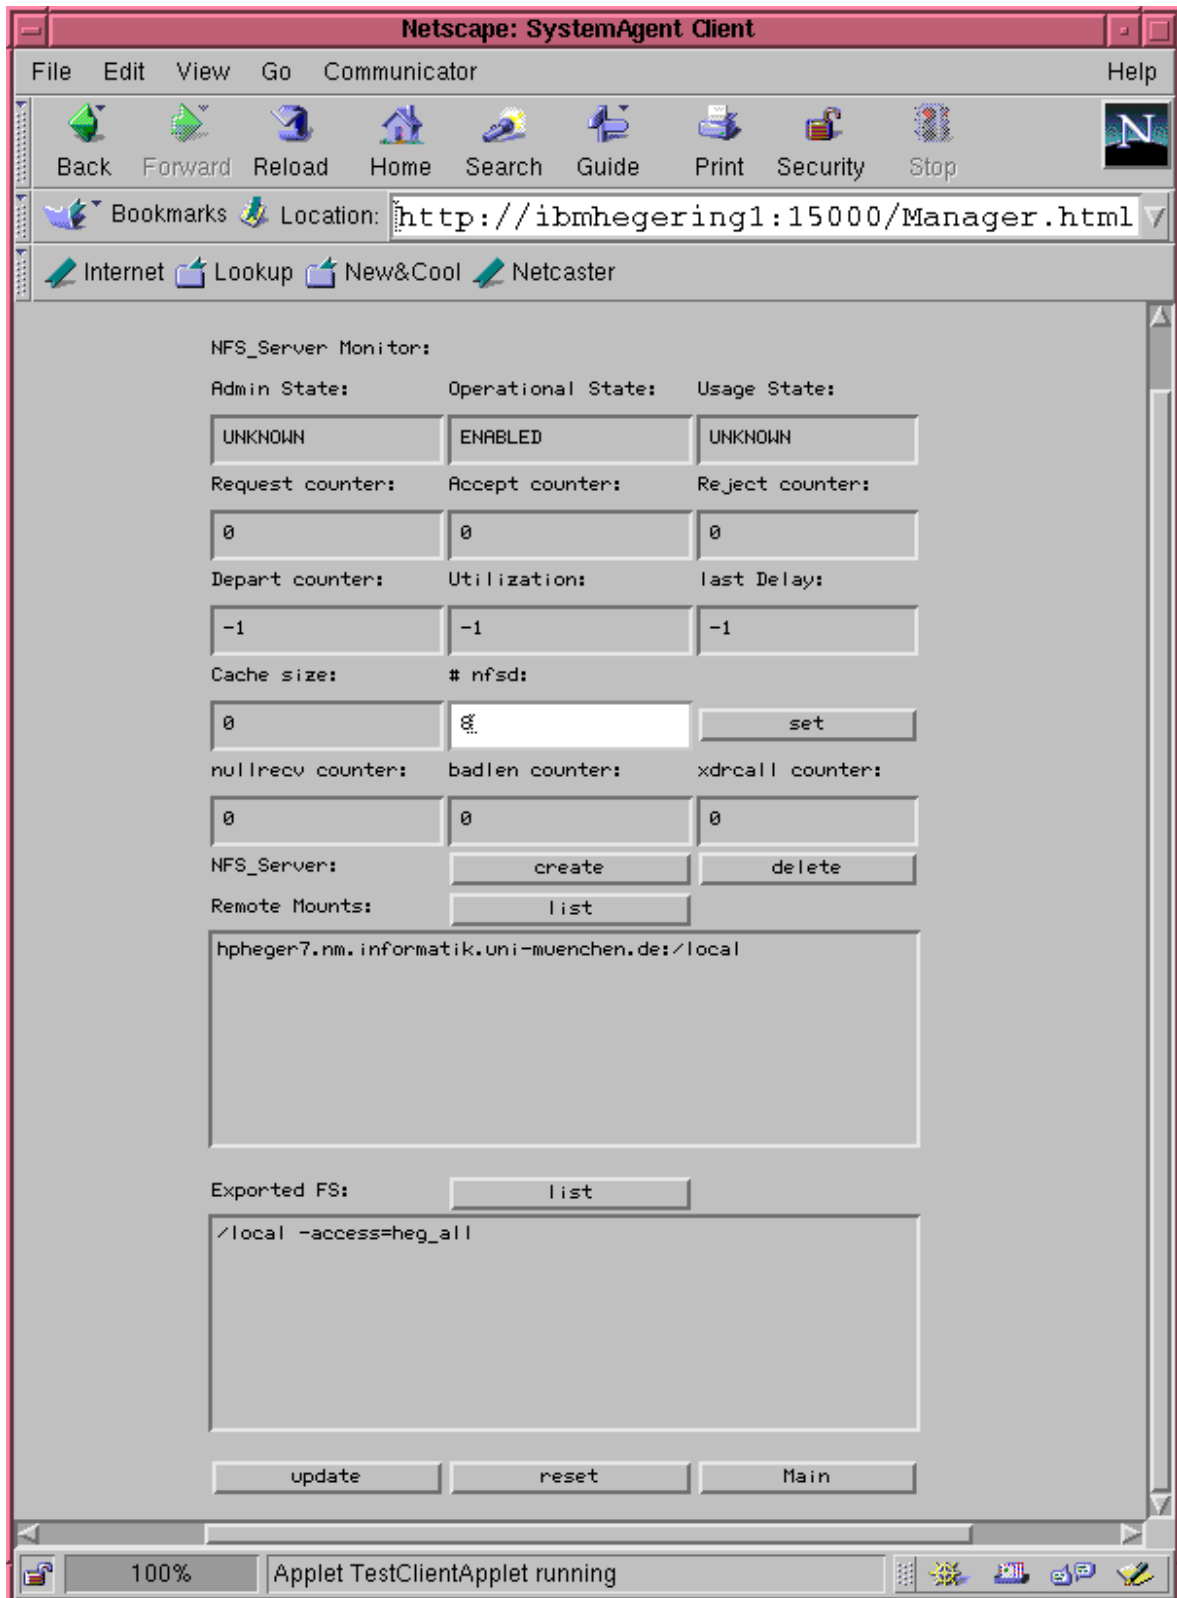 Netscape: SystemAgent Client
File Edit View Go Communicator Help
Back Forward Reload Home Search Guide Print Security Stop
N
Bookmarks Location: http://ibmhegering1:15000/Manager.html
Internet Lookup New&Cool Netcaster
NFS_Server Monitor:
Admin State: Operational State: Usage State:
UNKNOWN ENABLED UNKNOWN
Request counter: Accept counter: Reject counter:
0 0 0
Depart counter: Utilization: last Delay:
-1 -1 -1
Cache size: # nfsd:
0 8 set
nullrecv counter: badlen counter: xdrcall counter:
0 0 0
NFS_Server: create delete
Remote Mounts: list
hpheger7.nm.informatik.uni-muenchen.de:/local
Exported FS: list
/local -access=heg_all
update reset Main
100% Applet TestClientApplet running